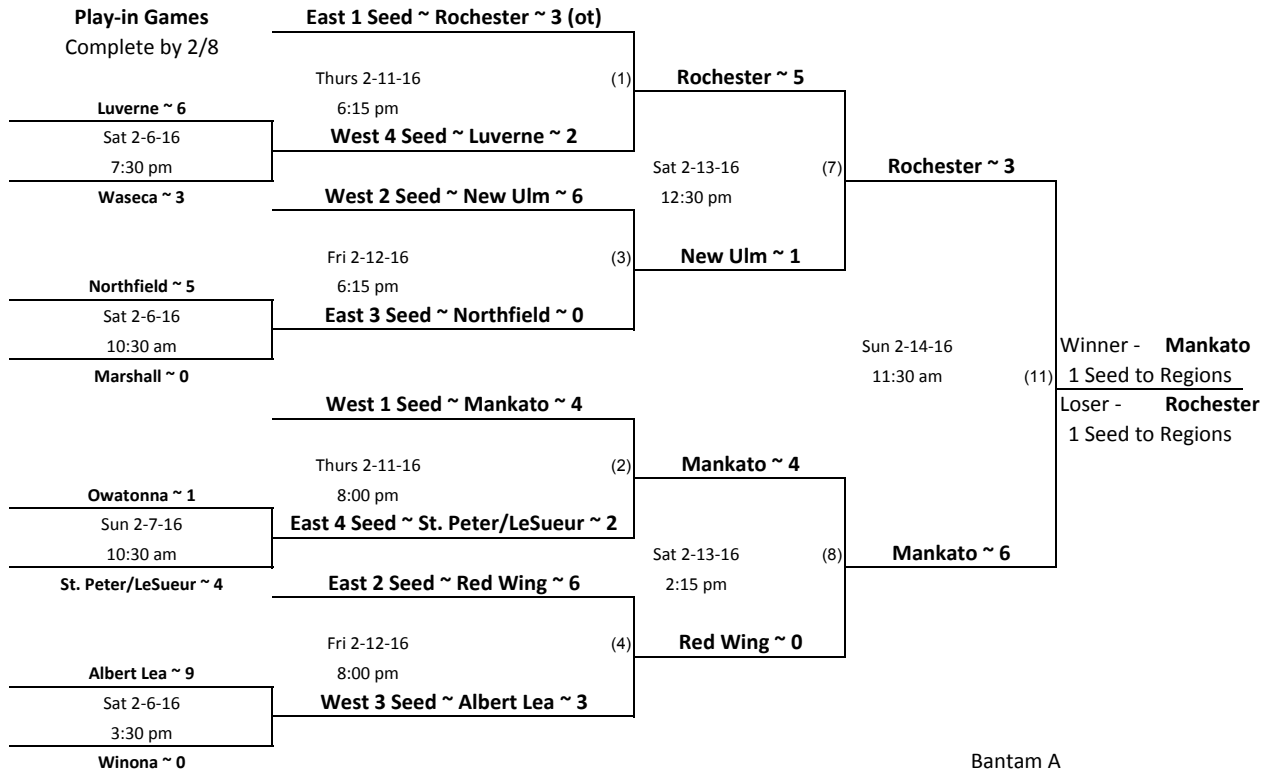 Play-in Games
Complete by 2/8
East 1 Seed ~ Rochester ~ 3 (ot)
Thurs 2-11-16
(1)
Rochester ~ 5
Luverne ~ 6
6:15 pm
Sat 2-6-16
West 4 Seed ~ Luverne ~ 2
7:30 pm
Sat 2-13-16
(7)
Rochester ~ 3
Waseca ~ 3
West 2 Seed ~ New Ulm ~ 6
12:30 pm
Fri 2-12-16
(3)
New Ulm ~ 1
Northfield ~ 5
6:15 pm
Sat 2-6-16
East 3 Seed ~ Northfield ~ 0
10:30 am
Sun 2-14-16
Winner - Mankato
Marshall ~ 0
11:30 am
(11)
1 Seed to Regions
West 1 Seed ~ Mankato ~ 4
Loser - Rochester
1 Seed to Regions
Thurs 2-11-16
(2)
Mankato ~ 4
Owatonna ~ 1
8:00 pm
Sun 2-7-16
East 4 Seed ~ St. Peter/LeSueur ~ 2
10:30 am
Sat 2-13-16
(8)
Mankato ~ 6
St. Peter/LeSueur ~ 4
East 2 Seed ~ Red Wing ~ 6
2:15 pm
Fri 2-12-16
(4)
Red Wing ~ 0
Albert Lea ~ 9
8:00 pm
Sat 2-6-16
West 3 Seed ~ Albert Lea ~ 3
3:30 pm
Winona ~ 0
Bantam A